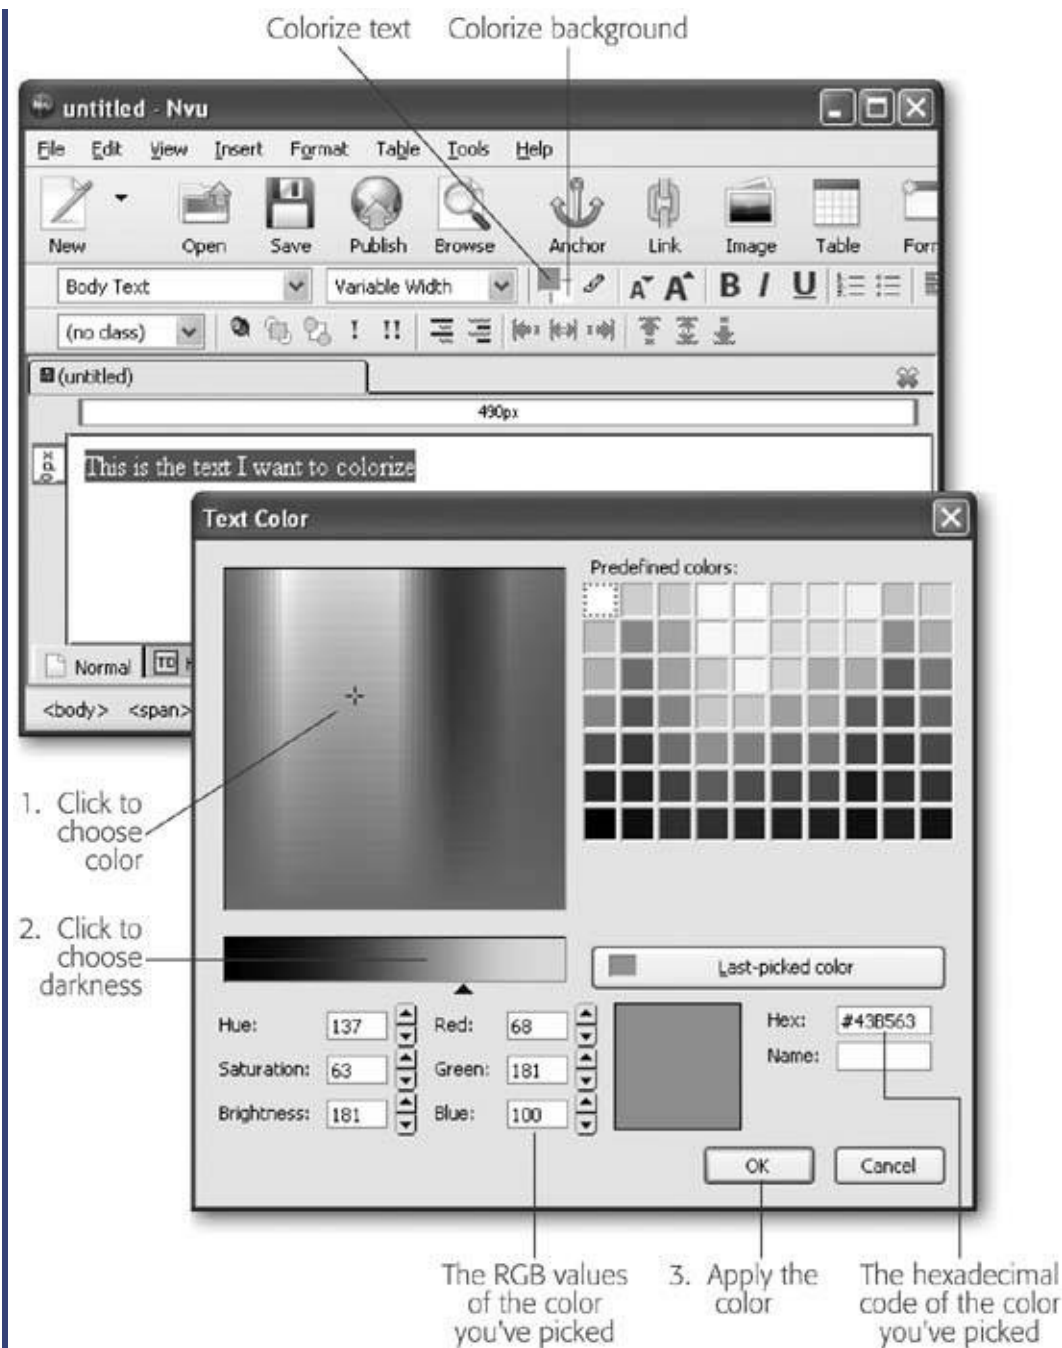 Colorize text Colorize background
untitled - Nvu
File Edit View Insert Format Table Tools Help
New Open Save Publish Browse Anchor Link Image Table Forr
Body Text Variable Width A A B I U
(no class) ! !!
(untitled)
490px
0px
This is the text I want to colorize
Text Color
Predefined colors:
Normal TD
<body> <span>
1. Click to
choose
color
2. Click to
choose
darkness
Last-picked color
Hue: 137 Red: 68 Hex: #43B563
Saturation: 63 Green: 181 Name:
Brightness: 181 Blue: 100
OK Cancel
The RGB values
of the color
you've picked
3. Apply the
color
The hexadecimal
code of the color
you've picked